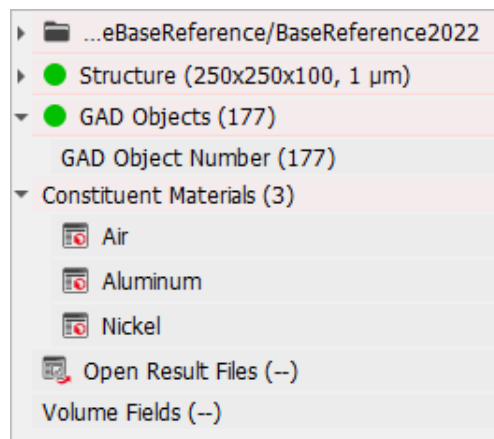 ...eBaseReference/BaseReference2022
Structure (250x250x100, 1 µm)
GAD Objects (177)
GAD Object Number (177)
Constituent Materials (3)
Air
Aluminum
Nickel
Open Result Files (--)
Volume Fields (--)